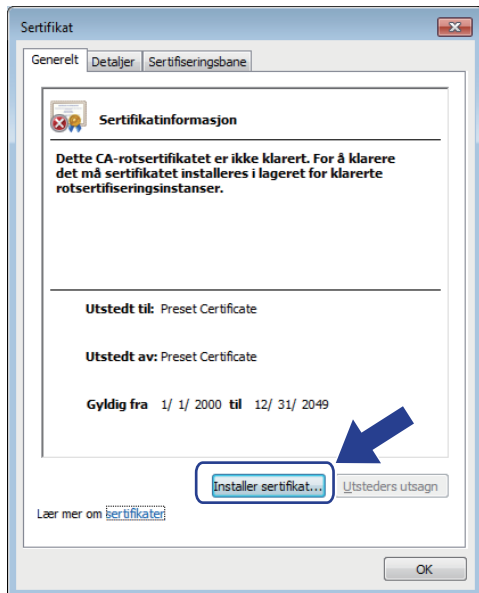 Sertifikat
Generelt Detaljer Sertifiseringsbane
Sertifikatinformasjon
Dette CA-rotsertifikatet er ikke klarert. For å klarere
det må sertifikatet installeres i lageret for klarerte
rotsertifiseringsinstanser.
Utstedt til: Preset Certificate
Utstedt av: Preset Certificate
Gyldig fra 1/ 1/ 2000 til 12/ 31/ 2049
Installer sertifikat... Utsteders utsagn
Lær mer om sertifikater
OK